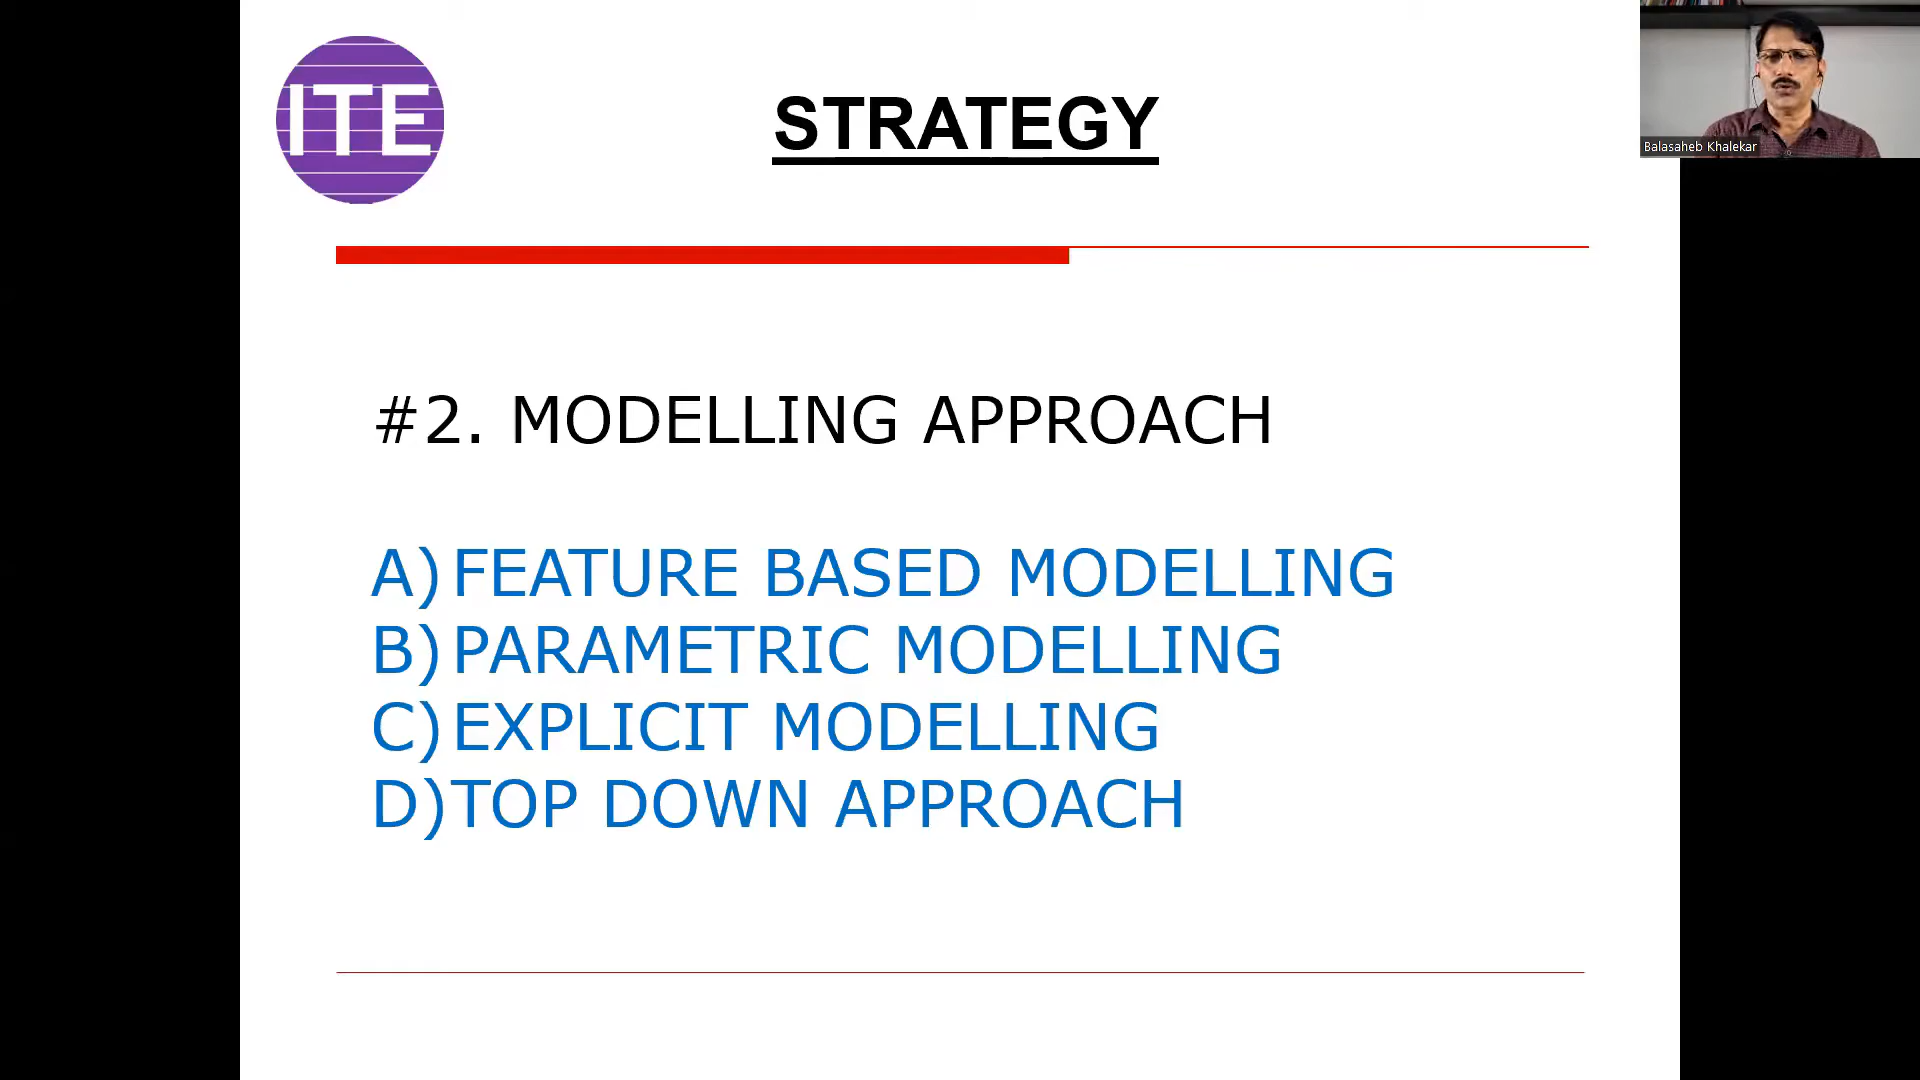 ITE
STRATEGY
Balasaheb Khalekar
#2. MODELLING APPROACH
A) FEATURE BASED MODELLING
B) PARAMETRIC MODELLING
C) EXPLICIT MODELLING
D) TOP DOWN APPROACH